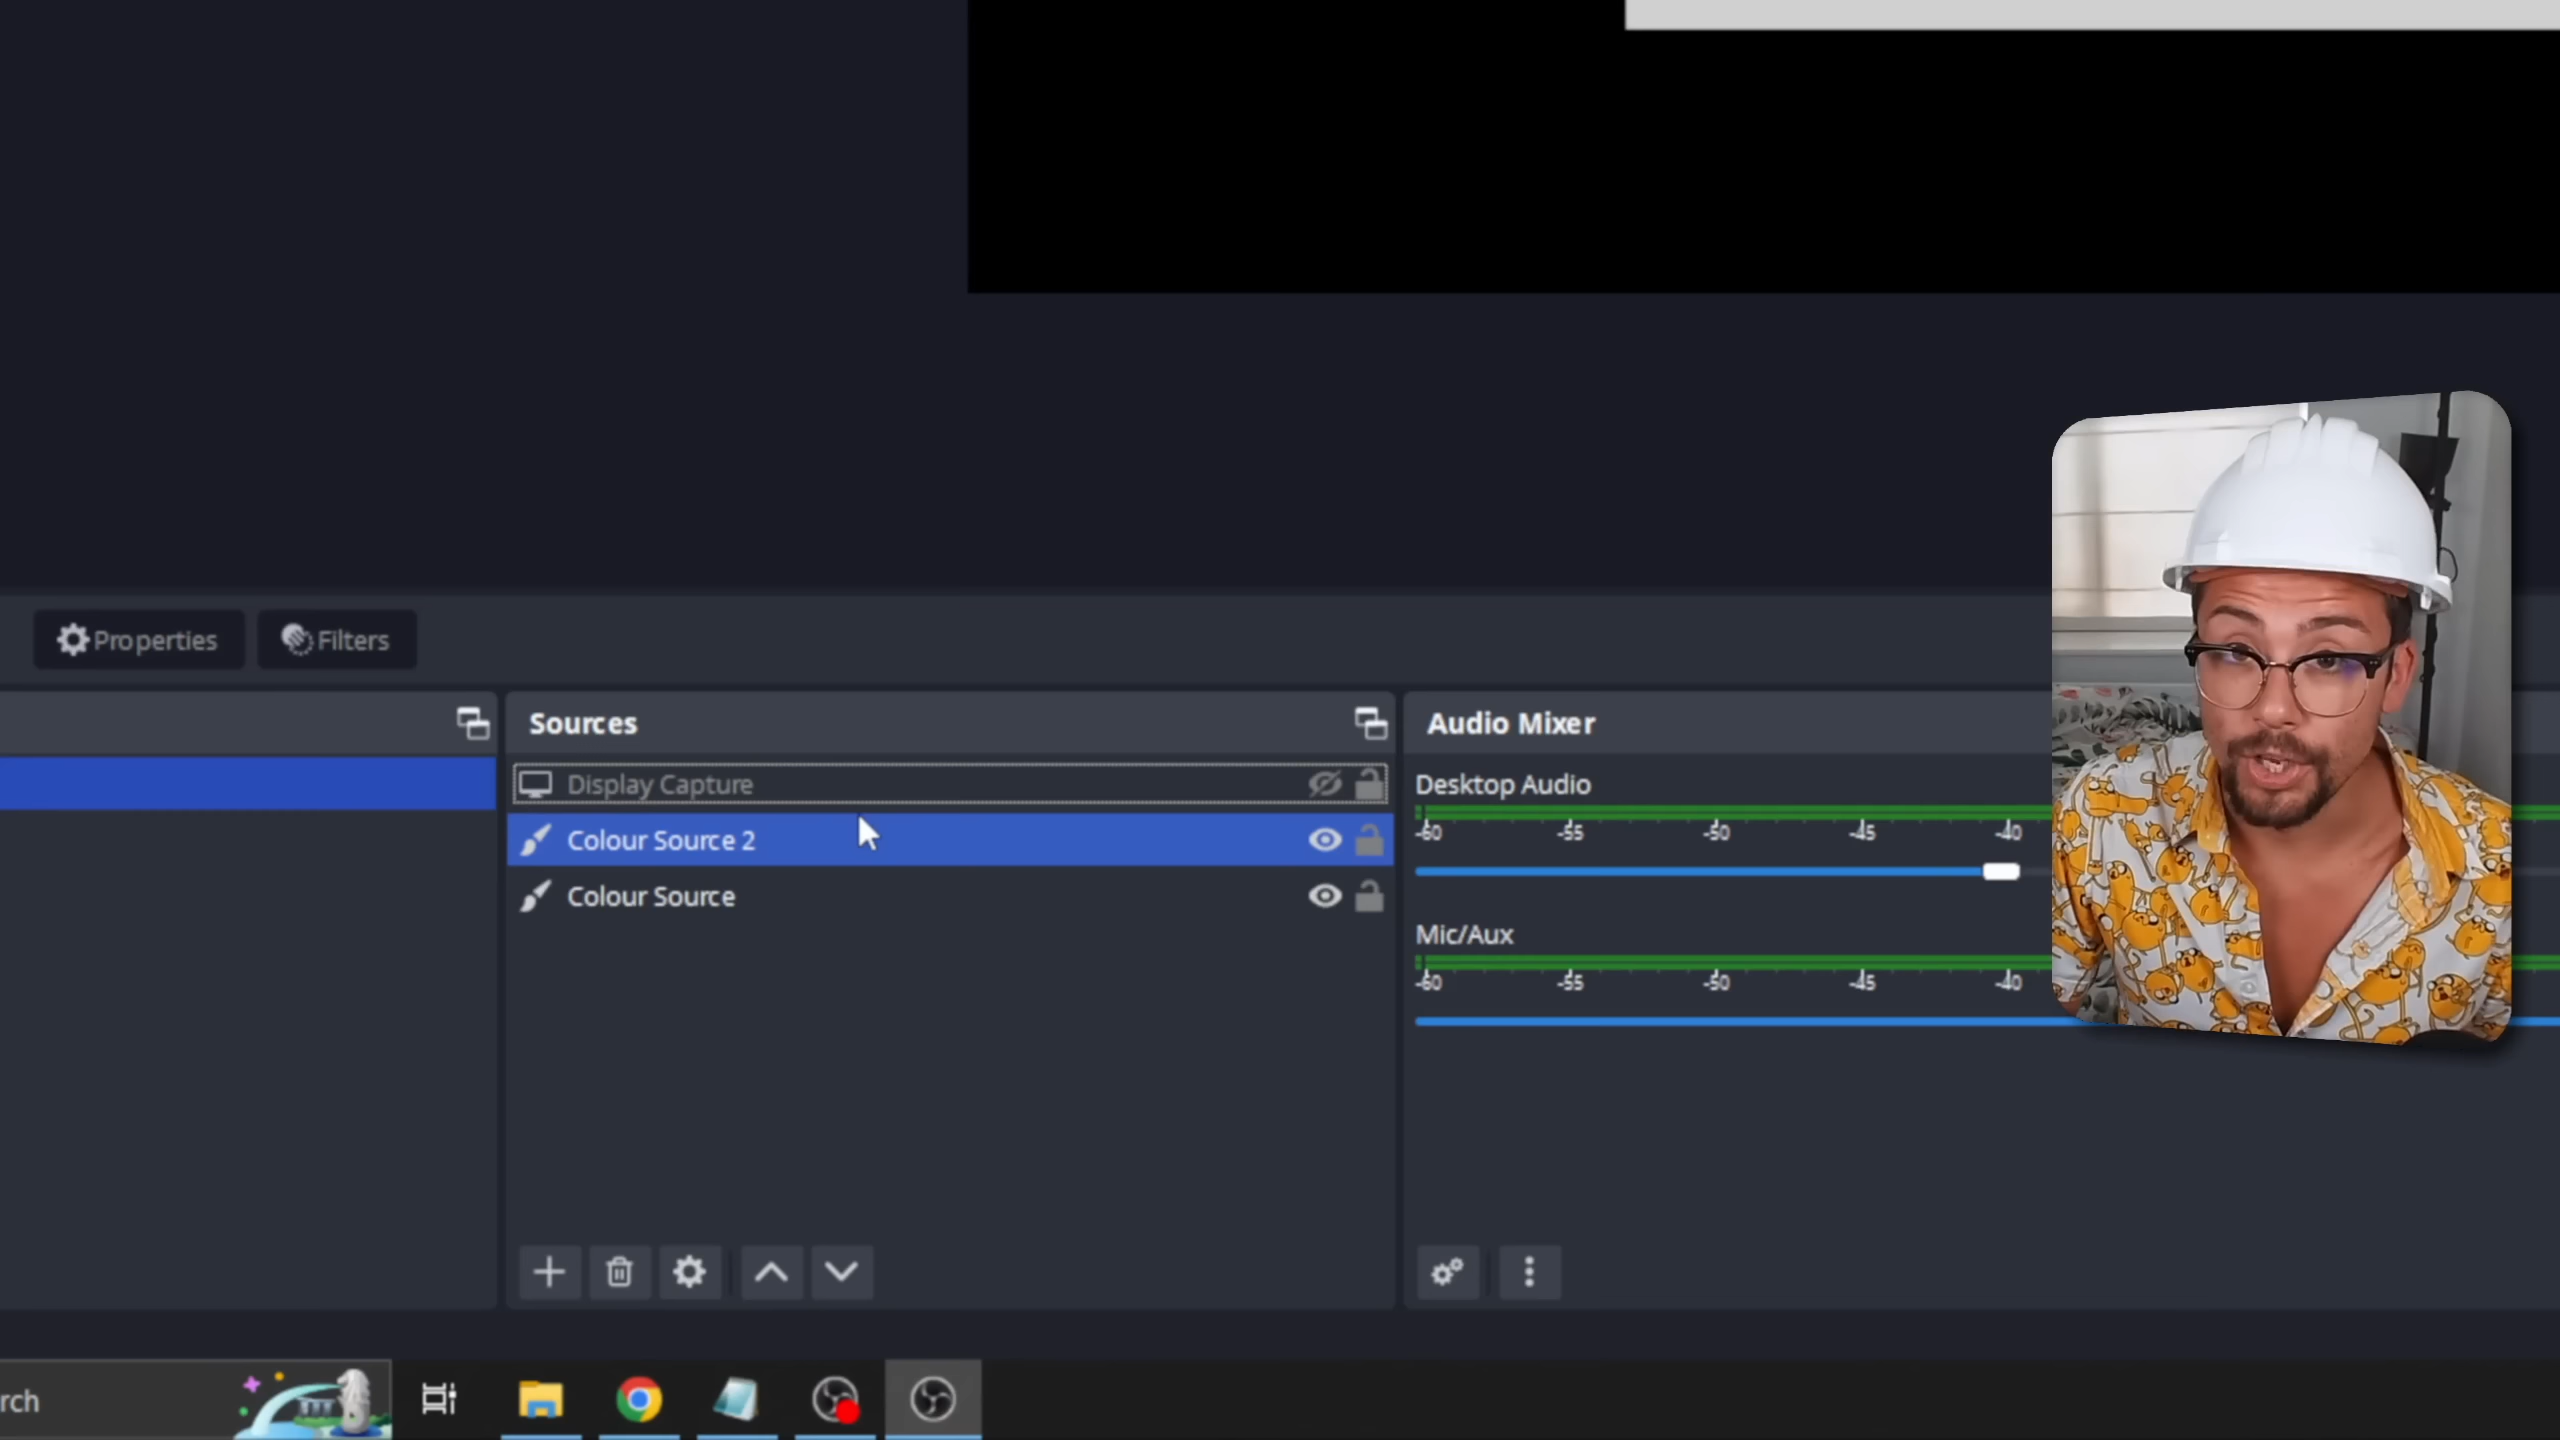 Properties
Filters
Sources
Display Capture
Colour Source 2
Colour Source
Audio Mixer
Desktop Audio
-60 -55 -50 -45 -40
Mic/Aux
-60 -55 -50 -45 -40
rch